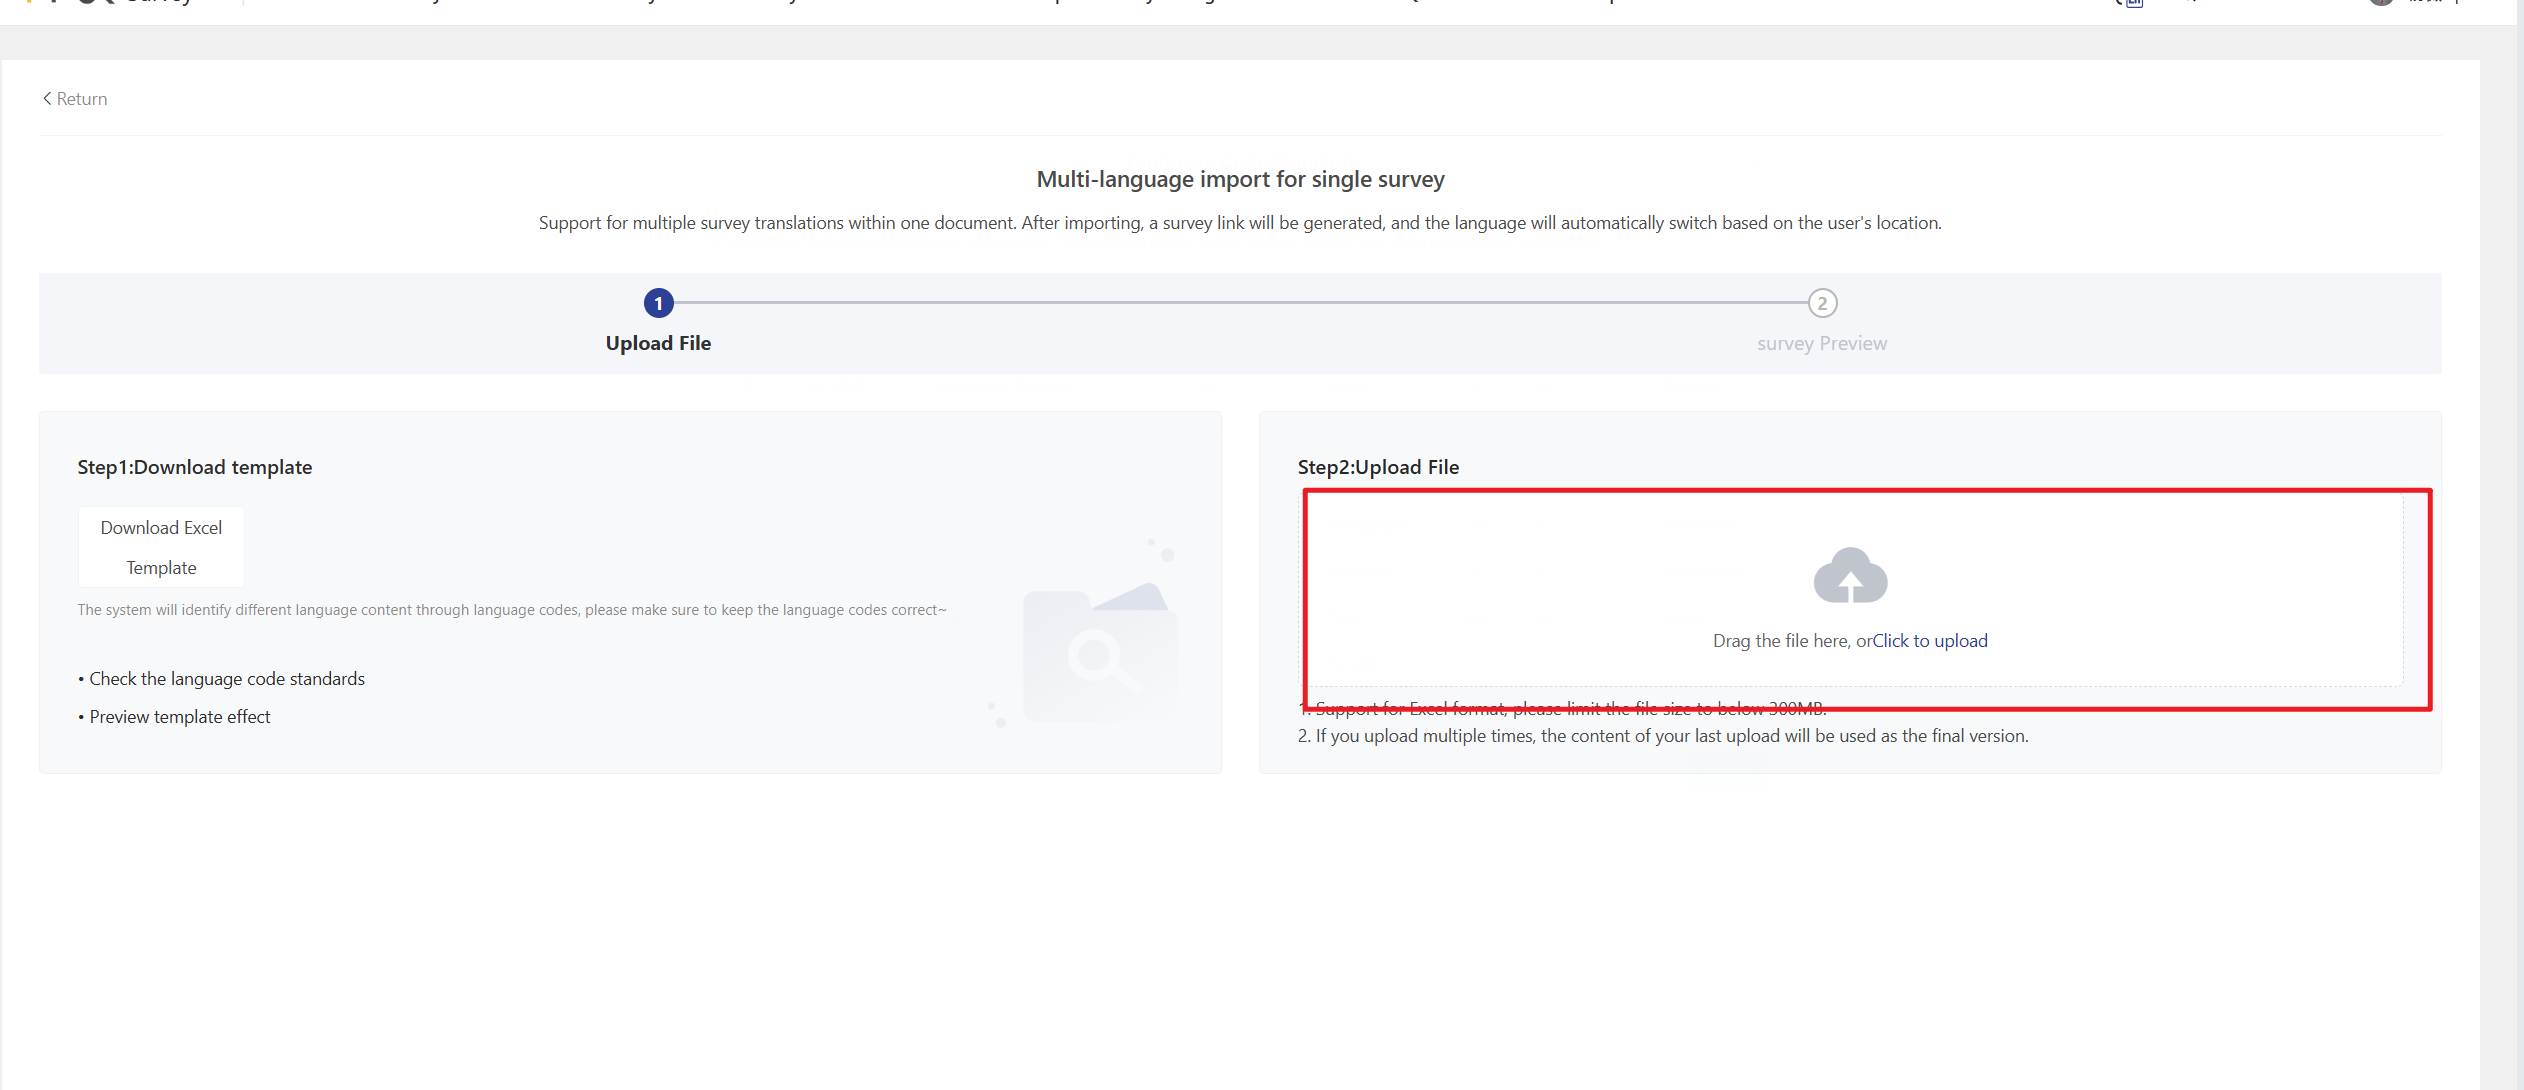 Return
Multi-language import for single survey
Support for multiple survey translations within one document. After importing, a survey link will be generated, and the language will automatically switch based on the user's location.
1
2
Upload File
survey Preview
Step1:Download template
Download Excel
Template
The system will identify different language content through language codes, please make sure to keep the language codes correct~
• Check the language code standards
• Preview template effect
Step2:Upload File
Drag the file here, orClick to upload
1. Support for Excel format, please limit the file size to below 300MB.
2. If you upload multiple times, the content of your last upload will be used as the final version.